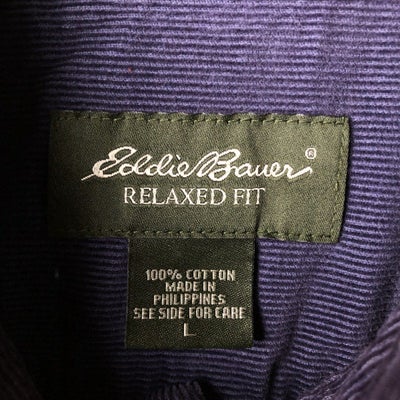 Eddie Bauer®
RELAXED FIT
100% COTTON
MADE IN
PHILIPPINES
SEE SIDE FOR CARE
L